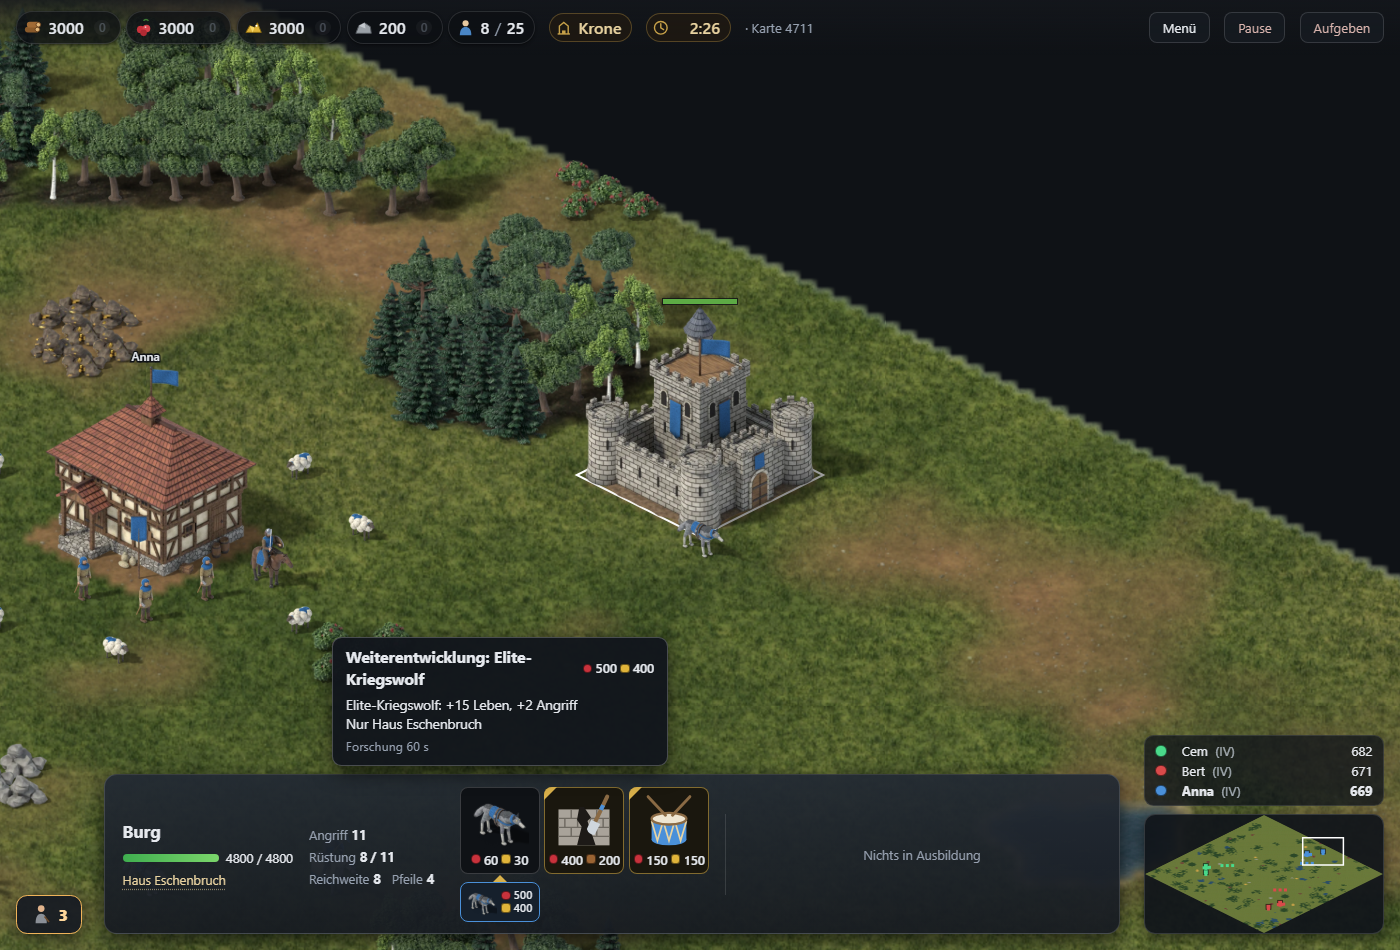 3000 0 3000 0 3000 0 200 0 8 / 25 Krone 2:26 · Karte 4711 Menü Pause Aufgeben
Anna
Weiterentwicklung: Elite-
Kriegswolf
500 400
Elite-Kriegswolf: +15 Leben, +2 Angriff
Nur Haus Eschenbruch
Forschung 60 s
Cem (IV) 682
Bert (IV) 671
Anna (IV) 669
Burg
4800 / 4800
Haus Eschenbruch
Angriff 11
Rüstung 8 / 11
Reichweite 8 Pfeile 4
60 30
400 200
150 150
500
400
Nichts in Ausbildung
3